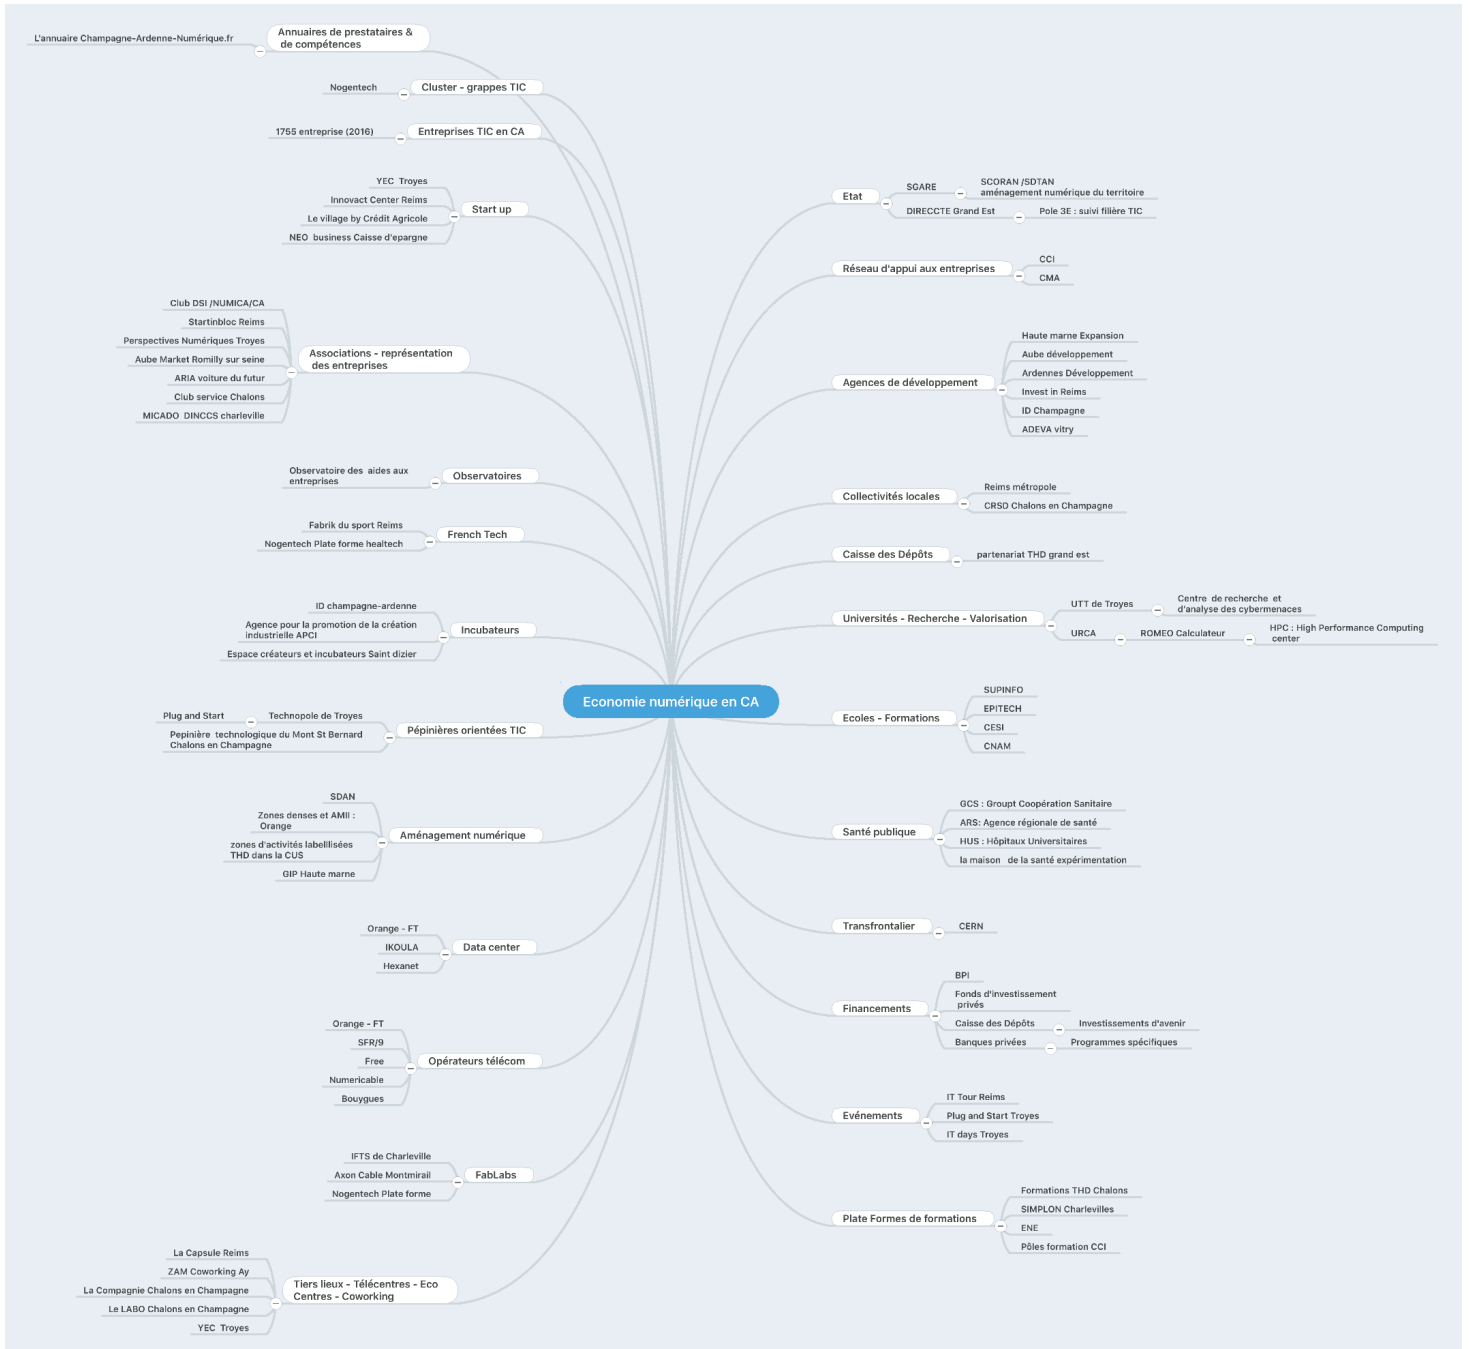 Annuaires de prestataires &
de compétences
L'annuaire Champagne-Ardenne-Numérique.fr
Cluster - grappes TIC
Nogentech
Entreprises TIC en CA
1755 entreprise (2016)
Start up
YEC Troyes
Innovact Center Reims
Le village by Crédit Agricole
NEO business Caisse d'epargne
Associations - représentation
des entreprises
Club DSI /NUMICA/CA
Startinbloc Reims
Perspectives Numériques Troyes
Aube Market Romilly sur seine
ARIA voiture du futur
Club service Chalons
MICADO DINCCS charleville
Observatoires
Observatoire des aides aux
entreprises
French Tech
Fabrik du sport Reims
Nogentech Plate forme healtech
Incubateurs
ID champagne-ardenne
Agence pour la promotion de la création
industrielle APCI
Espace créateurs et incubateurs Saint dizier
Economie numérique en CA
Pépinières orientées TIC
Technopole de Troyes
Plug and Start
Pepinière technologique du Mont St Bernard
Chalons en Champagne
Aménagement numérique
SDAN
Zones denses et AMII :
Orange
zones d'activités labelllisées
THD dans la CUS
GIP Haute marne
Data center
Orange - FT
IKOULA
Hexanet
Opérateurs télécom
Orange - FT
SFR/9
Free
Numericable
Bouygues
FabLabs
IFTS de Charleville
Axon Cable Montmirail
Nogentech Plate forme
Tiers lieux - Télécentres - Eco
Centres - Coworking
La Capsule Reims
ZAM Coworking Ay
La Compagnie Chalons en Champagne
Le LABO Chalons en Champagne
YEC Troyes
Etat
SGARE
SCORAN /SDTAN
aménagement numérique du territoire
DIRECCTE Grand Est
Pole 3E : suivi filière TIC
Réseau d'appui aux entreprises
CCI
CMA
Agences de développement
Haute marne Expansion
Aube développement
Ardennes Développement
Invest in Reims
ID Champagne
ADEVA vitry
Collectivités locales
Reims métropole
CRSD Chalons en Champagne
Caisse des Dépôts
partenariat THD grand est
Universités - Recherche - Valorisation
UTT de Troyes
Centre de recherche et
d'analyse des cybermenaces
URCA
ROMEO Calculateur
HPC : High Performance Computing
center
Ecoles - Formations
SUPINFO
EPITECH
CESI
CNAM
Santé publique
GCS : Groupt Coopération Sanitaire
ARS: Agence régionale de santé
HUS : Hôpitaux Universitaires
la maison de la santé expérimentation
Transfrontalier
CERN
Financements
BPI
Fonds d'investissement
privés
Caisse des Dépôts
Investissements d'avenir
Banques privées
Programmes spécifiques
Evénements
IT Tour Reims
Plug and Start Troyes
IT days Troyes
Plate Formes de formations
Formations THD Chalons
SIMPLON Charlevilles
ENE
Pôles formation CCI